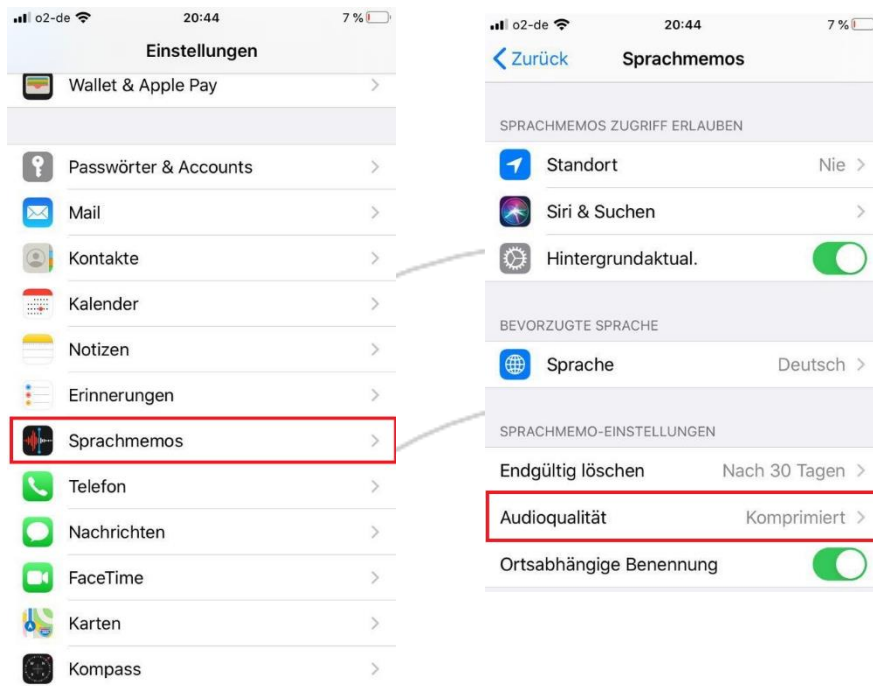 o2-de 20:44 7 %
Einstellungen
Wallet & Apple Pay
Passwörter & Accounts
Mail
Kontakte
Kalender
Notizen
Erinnerungen
Sprachmemos
Telefon
Nachrichten
FaceTime
Karten
Kompass
o2-de 20:44 7 %
Zurück Sprachmemos
SPRACHMEMOS ZUGRIFF ERLAUBEN
Standort Nie
Siri & Suchen
Hintergrundaktual.
BEVORZUGTE SPRACHE
Sprache Deutsch
SPRACHMEMO-EINSTELLUNGEN
Endgültig löschen Nach 30 Tagen
Audioqualität Komprimiert
Ortsabhängige Benennung